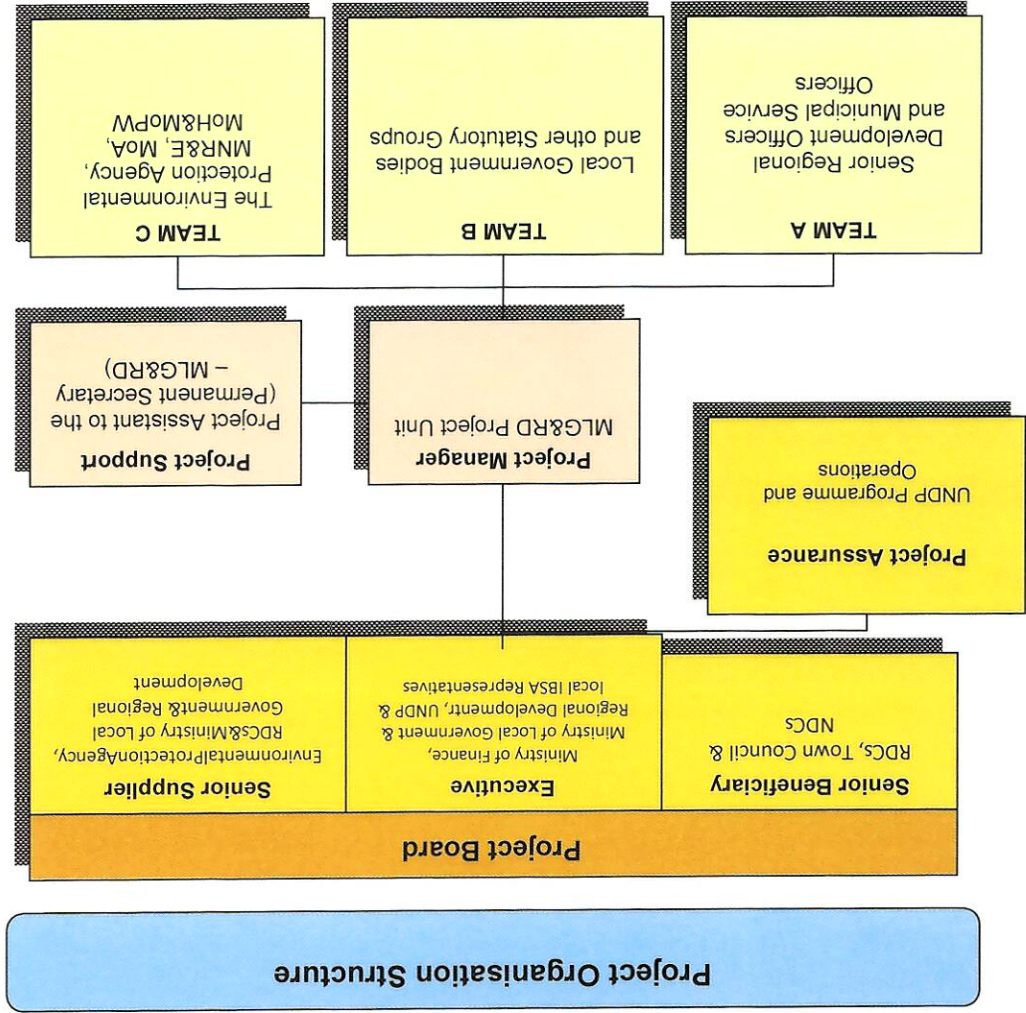 Project Organisation Structure
Project Board
Senior Beneficiary
RDCs, Town Council &
NDCs
Executive
Ministry of Finance,
Ministry of Local Government &
Regional Developmentr, UNDP &
local IBSA Representatives
Senior Supplier
EnvironmentalProtectionAgency,
RDCs&Ministry of Local
Government& Regional
Development
Project Assurance
UNDP Programme and
Operations
Project Manager
MLG&RD Project Unit
Project Support
Project Assistant to the
(Permanent Secretary
– MLG&RD)
TEAM A
Senior Regional
Development Officers
and Municipal Service
Officers
TEAM B
Local Government Bodies
and other Statutory Groups
TEAM C
The Environmental
Protection Agency,
MNR&E, MoA,
MoH&MoPW